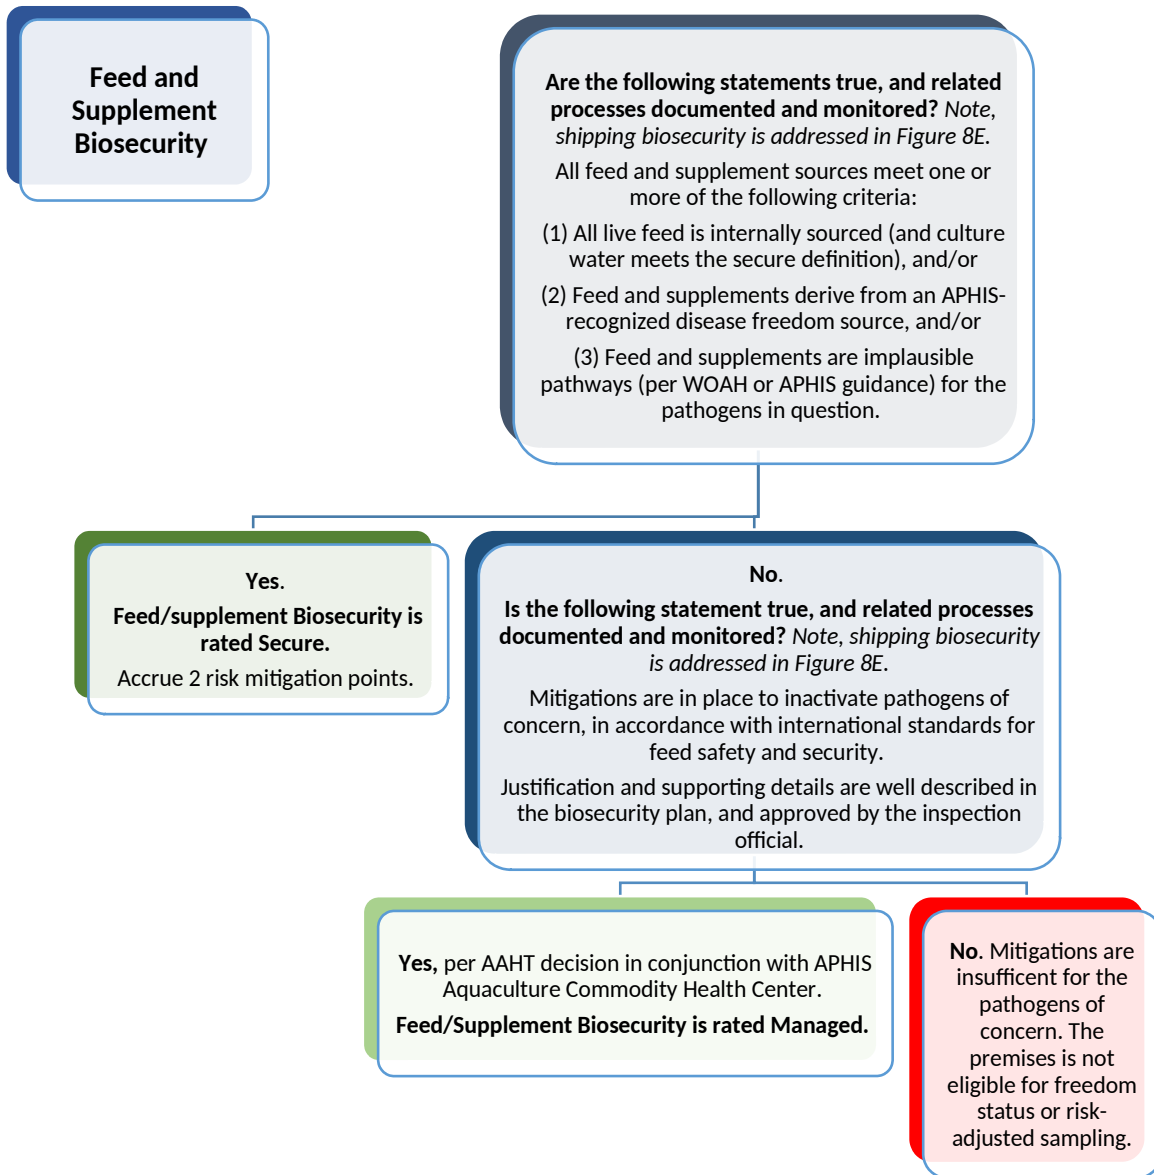 Feed and
Supplement
Biosecurity
Are the following statements true, and related
processes documented and monitored? Note,
shipping biosecurity is addressed in Figure 8E.
All feed and supplement sources meet one or
more of the following criteria:
(1) All live feed is internally sourced (and culture
water meets the secure definition), and/or
(2) Feed and supplements derive from an APHIS-
recognized disease freedom source, and/or
(3) Feed and supplements are implausible
pathways (per WOAH or APHIS guidance) for the
pathogens in question.
Yes.
Feed/supplement Biosecurity is
rated Secure.
Accrue 2 risk mitigation points.
No.
Is the following statement true, and related processes
documented and monitored? Note, shipping biosecurity
is addressed in Figure 8E.
Mitigations are in place to inactivate pathogens of
concern, in accordance with international standards for
feed safety and security.
Justification and supporting details are well described in
the biosecurity plan, and approved by the inspection
official.
Yes, per AAHT decision in conjunction with APHIS
Aquaculture Commodity Health Center.
Feed/Supplement Biosecurity is rated Managed.
No. Mitigations are
insufficent for the
pathogens of
concern. The
premises is not
eligible for freedom
status or risk-
adjusted sampling.